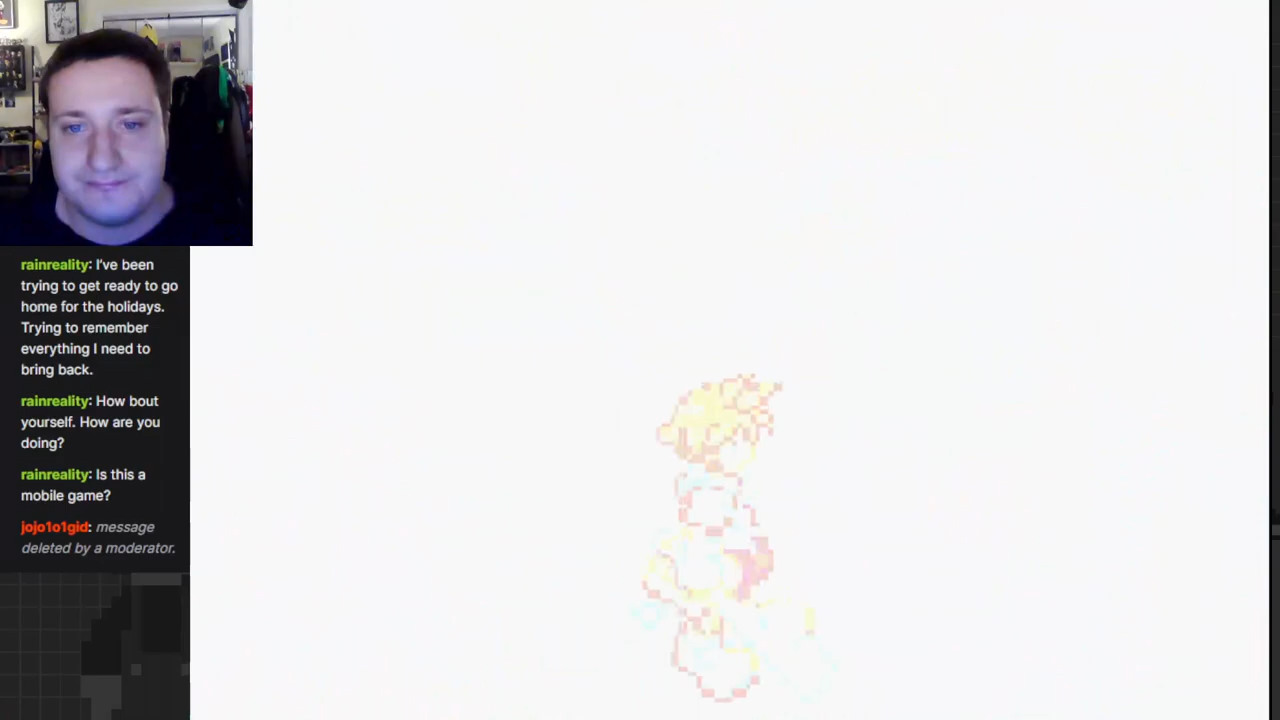 rainreality: I've been
trying to get ready to go
home for the holidays.
Trying to remember
everything I need to
bring back.
rainreality: How bout
yourself. How are you
doing?
rainreality: Is this a
mobile game?
jojo1o1gid: message
deleted by a moderator.